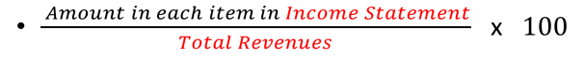 • Amount in each item in Income Statement
Total Revenues
x 100